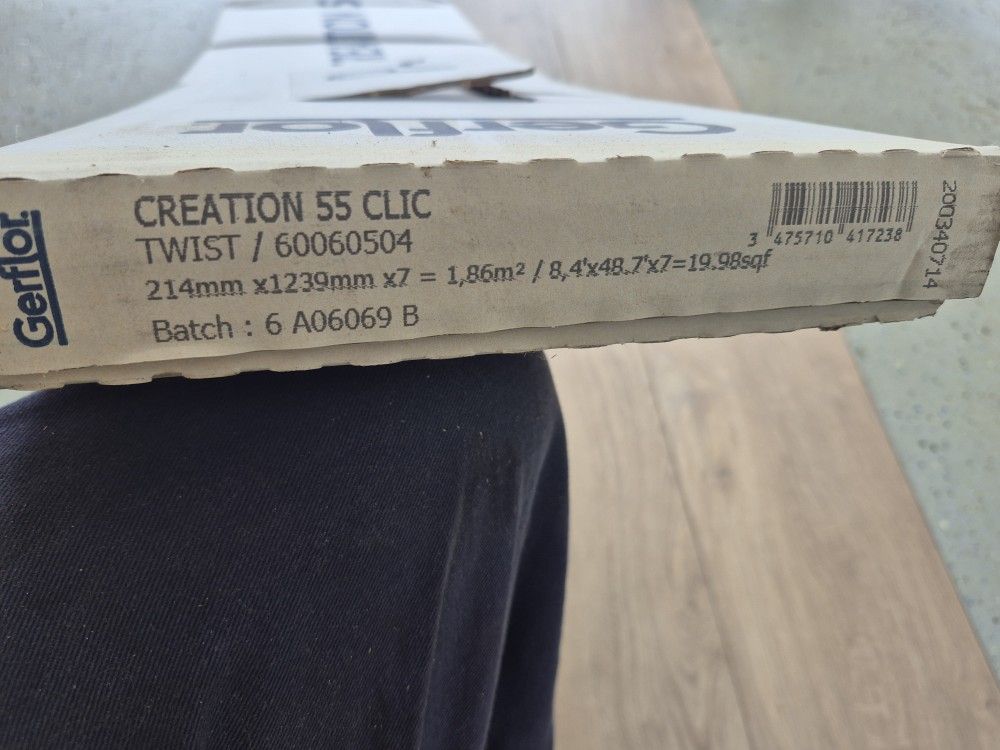 Gerflor
Gerflor.
CREATION 55 CLIC
TWIST / 60060504
214mm x1239mm x7 = 1,86m² / 8,4'x48.7'x7=19.98sqf
Batch : 6 A06069 B
3 475710 417238
200340714